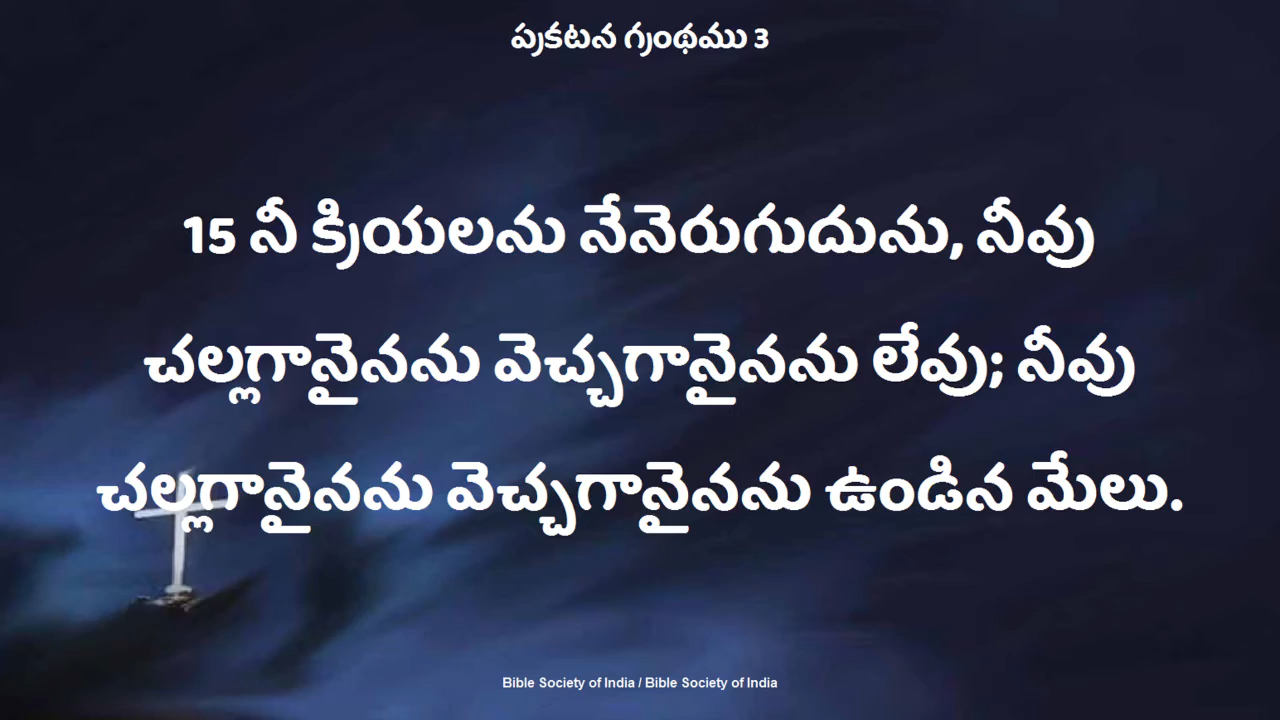 ప్రకటన గ్రంథము 3
15 నీ క్రియలను నేనెరుగుదును, నీవు
చల్లగానైనను వెచ్చగానైనను లేవు; నీవు
చల్లగానైనను వెచ్చగానైనను ఉండిన మేలు.
Bible Society of India / Bible Society of India